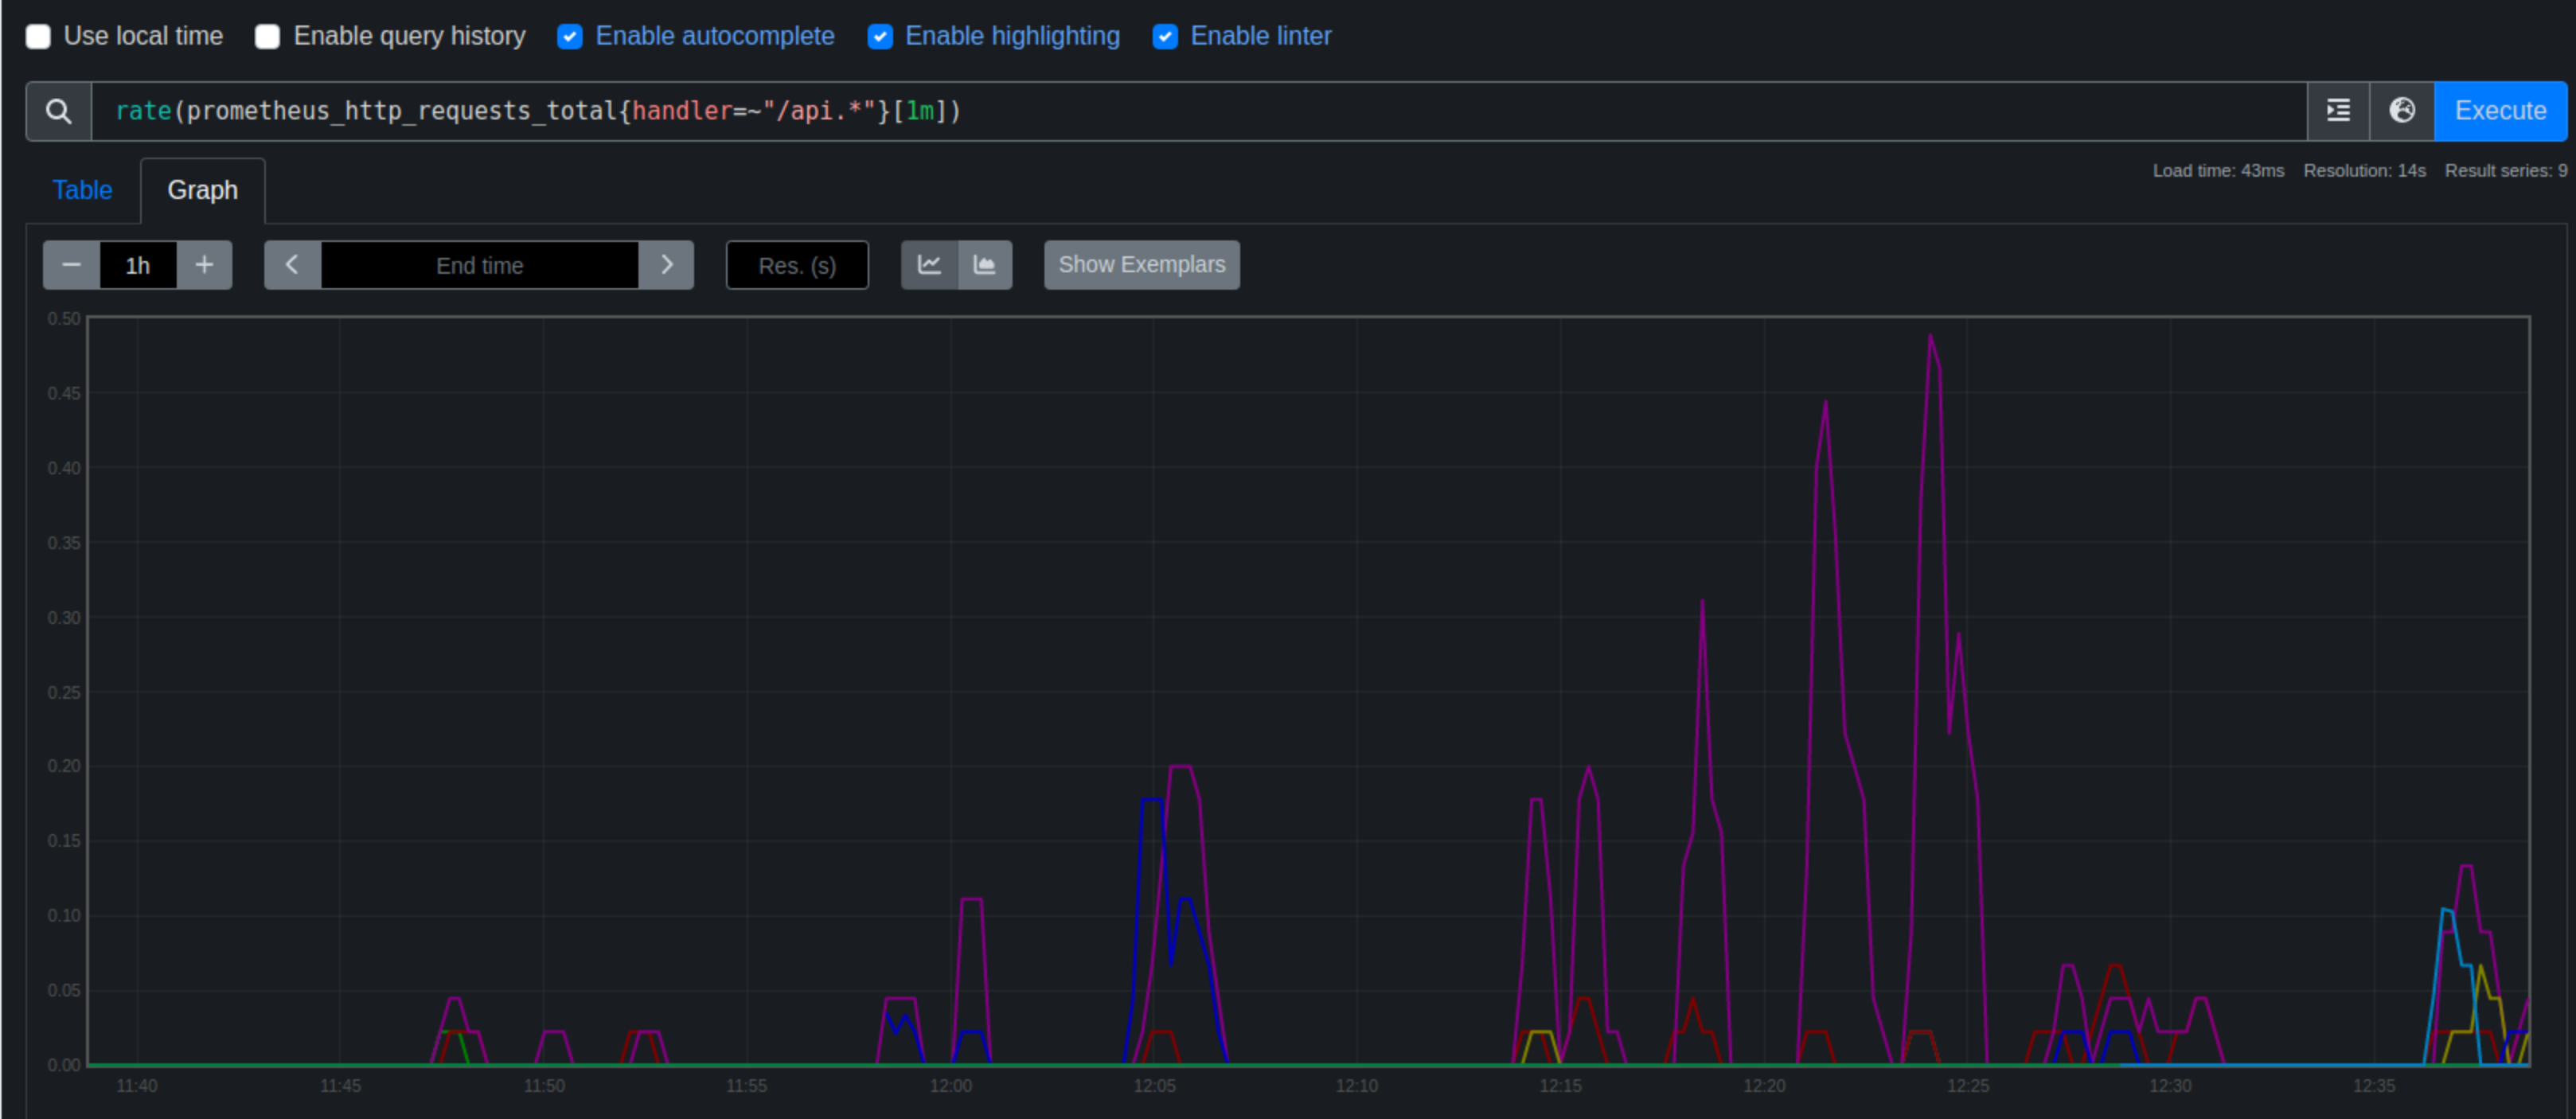 Use local time Enable query history Enable autocomplete Enable highlighting Enable linter
rate(prometheus_http_requests_total{handler=~"/api.*"}[1m]) Execute
Table Graph Load time: 43ms Resolution: 14s Result series: 9
1h End time Res. (s) Show Exemplars
0.50
0.45
0.40
0.35
0.30
0.25
0.20
0.15
0.10
0.05
0.00
11:40 11:45 11:50 11:55 12:00 12:05 12:10 12:15 12:20 12:25 12:30 12:35